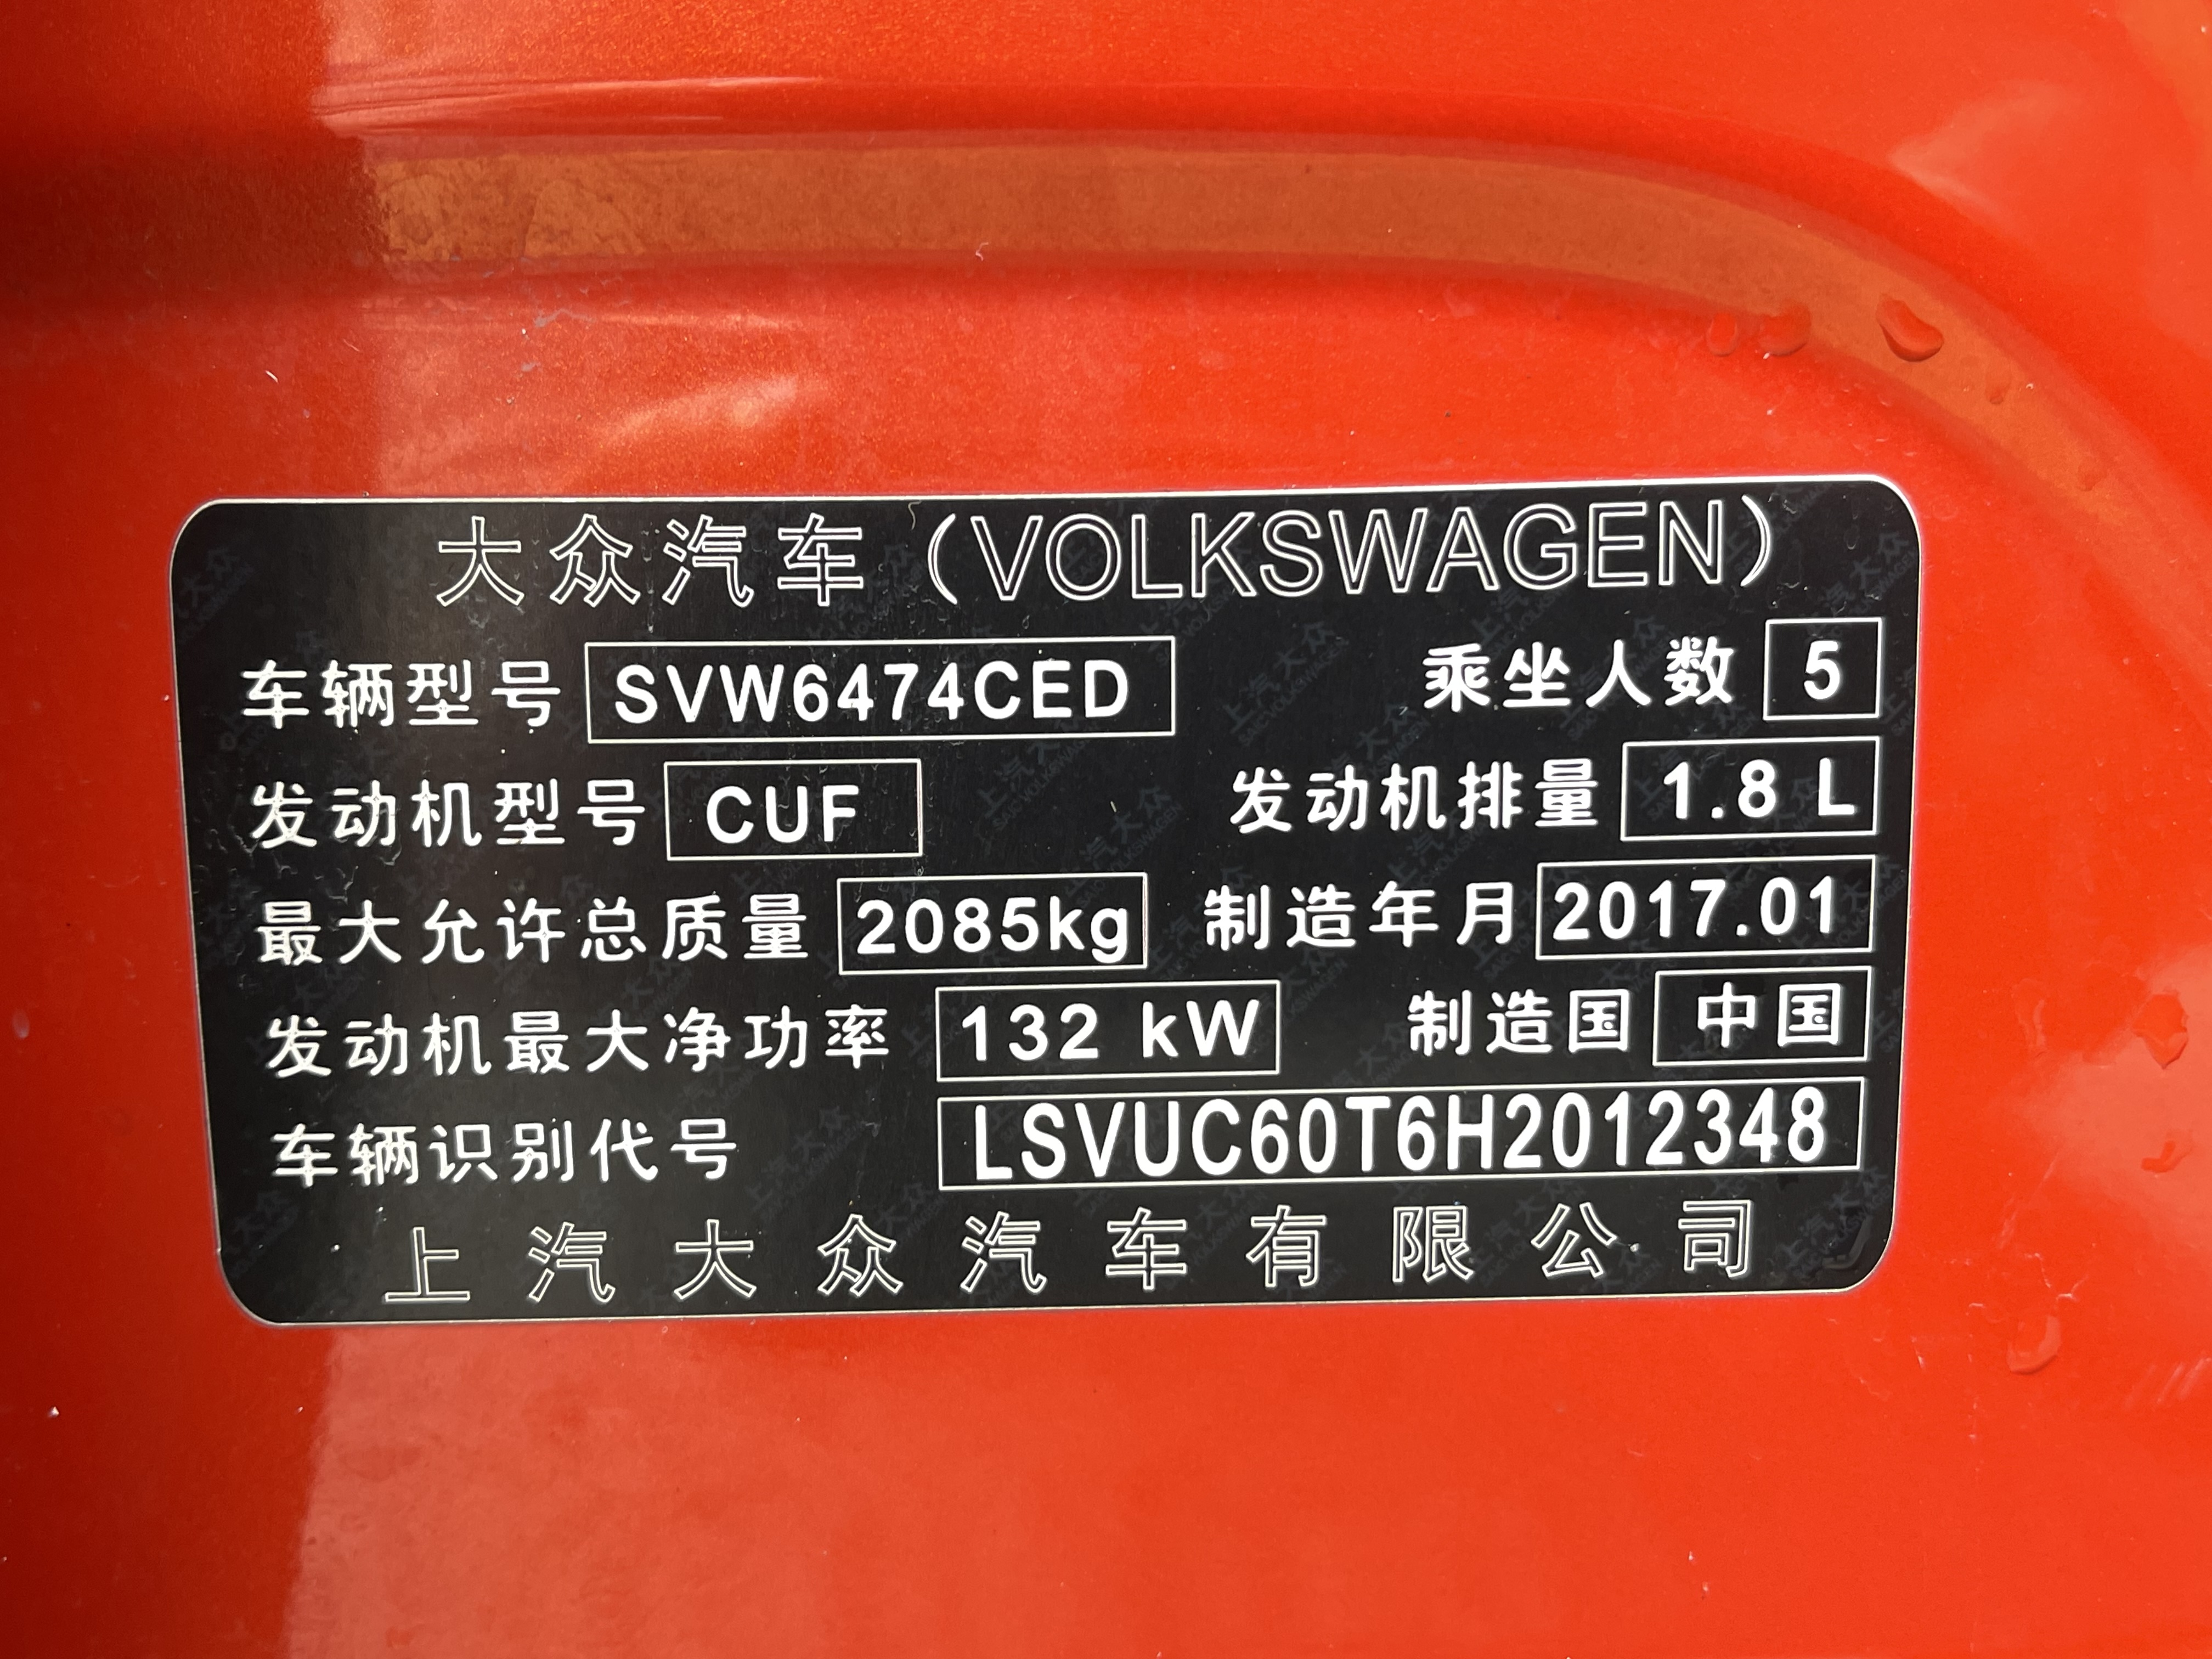 大众汽车（VOLKSWAGEN）
车辆型号 SVW6474CED 乘坐人数 5
发动机型号 CUF 发动机排量 1.8 L
最大允许总质量 2085kg 制造年月 2017.01
发动机最大净功率 132 kW 制造国 中国
车辆识别代号 LSVUC60T6H2012348
上汽大众汽车有限公司